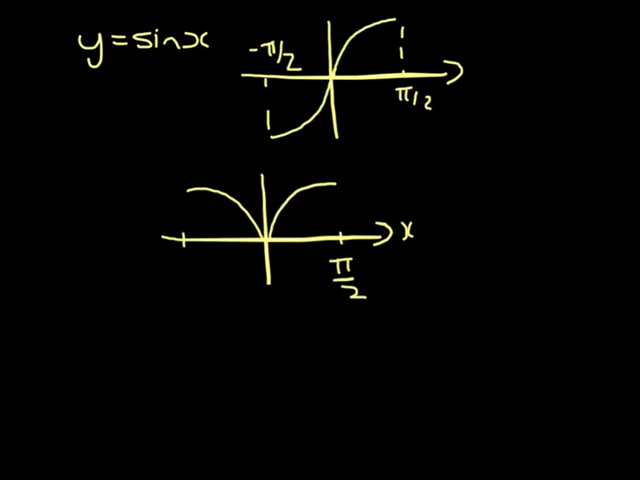 y = sin x
-π/2
π/2
x
π/2